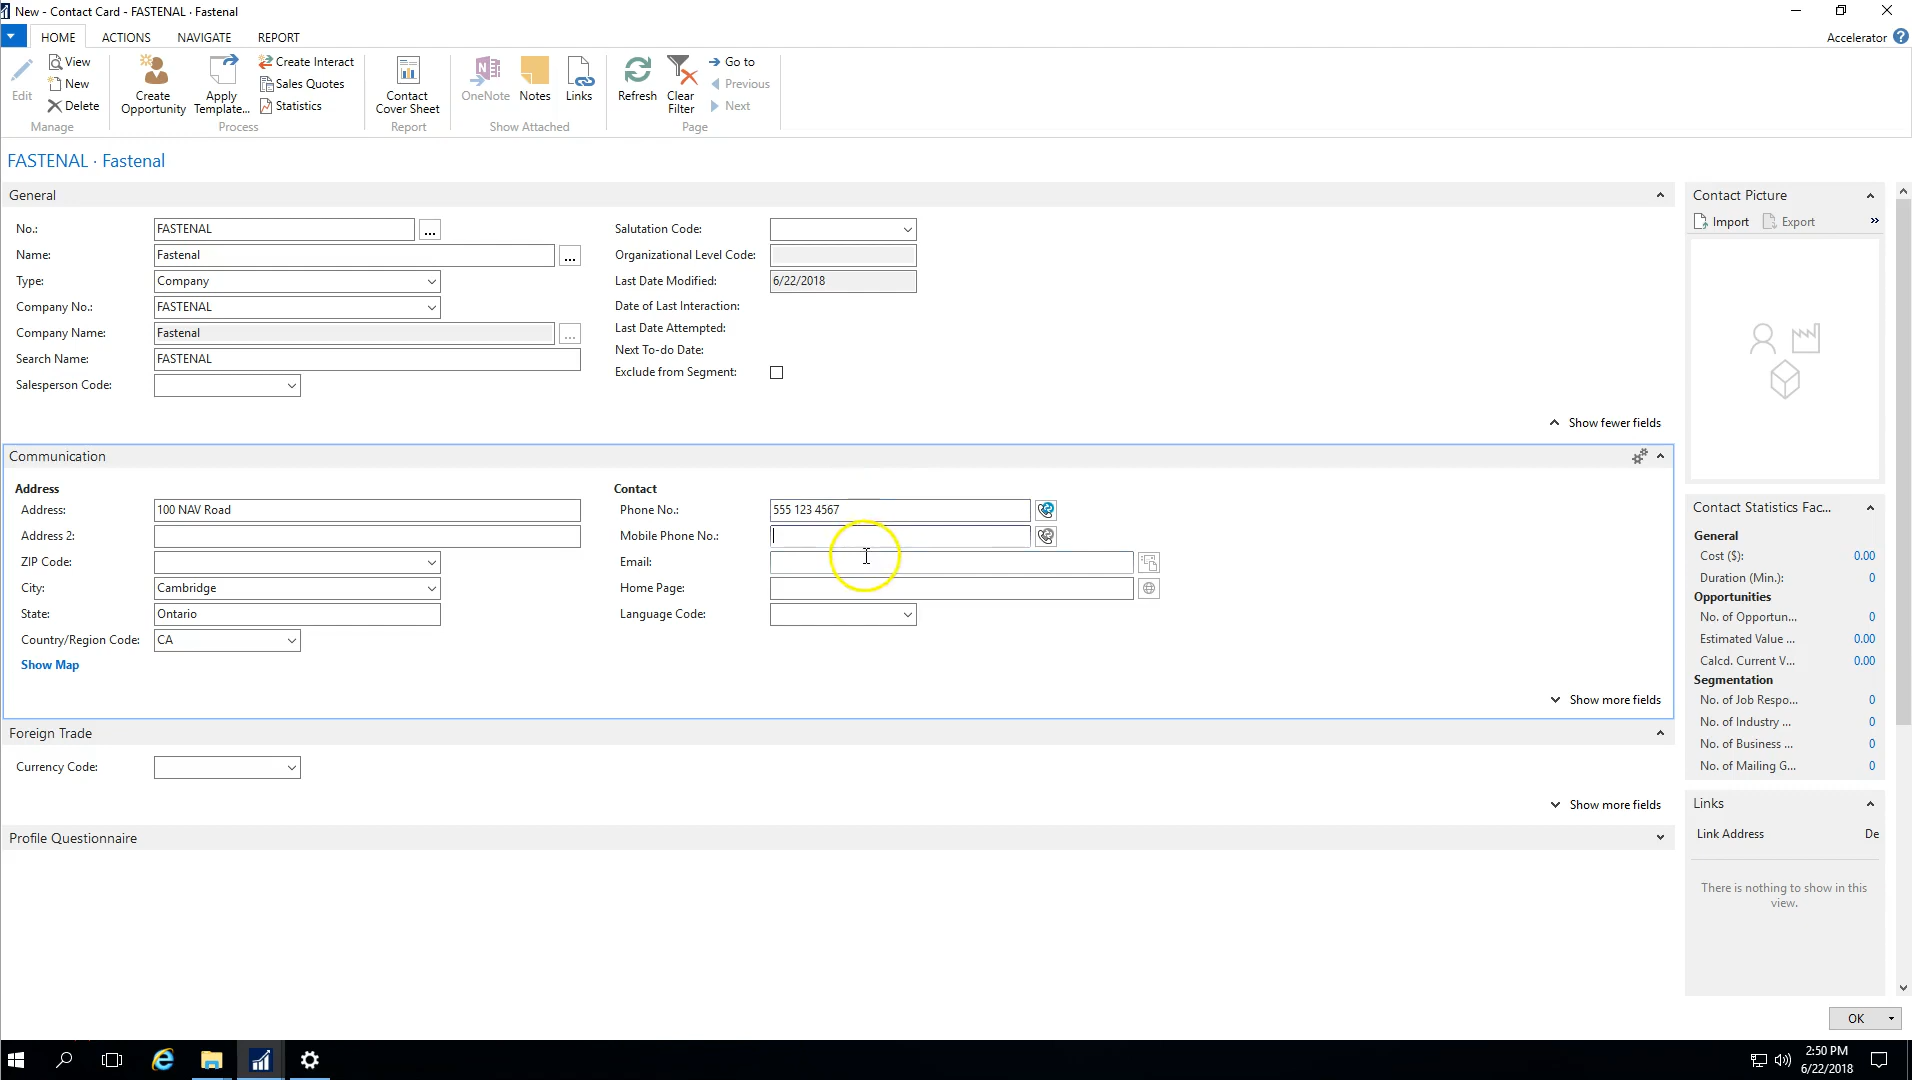 New - Contact Card - FASTENAL · Fastenal
HOME ACTIONS NAVIGATE REPORT
Accelerator
Edit
View
New
Delete
Manage
Create Opportunity
Apply Template...
Create Interact
Sales Quotes
Statistics
Process
Contact Cover Sheet
Report
OneNote
Notes
Links
Show Attached
Refresh
Clear Filter
Go to
Previous
Next
Page
FASTENAL · Fastenal
General
No.: FASTENAL ...
Name: Fastenal ...
Type: Company
Company No.: FASTENAL
Company Name: Fastenal ...
Search Name: FASTENAL
Salesperson Code:
Salutation Code:
Organizational Level Code:
Last Date Modified: 6/22/2018
Date of Last Interaction:
Last Date Attempted:
Next To-do Date:
Exclude from Segment:
Show fewer fields
Communication
Address
Address: 100 NAV Road
Address 2:
ZIP Code:
City: Cambridge
State: Ontario
Country/Region Code: CA
Show Map
Contact
Phone No.: 555 123 4567
Mobile Phone No.:
Email:
Home Page:
Language Code:
Show more fields
Foreign Trade
Currency Code:
Show more fields
Profile Questionnaire
Contact Picture
Import Export »
Contact Statistics Fac...
General
Cost ($): 0.00
Duration (Min.): 0
Opportunities
No. of Opportun... 0
Estimated Value ... 0.00
Calcd. Current V... 0.00
Segmentation
No. of Job Respo... 0
No. of Industry ... 0
No. of Business ... 0
No. of Mailing G... 0
Links
Link Address De
There is nothing to show in this view.
OK
2:50 PM
6/22/2018